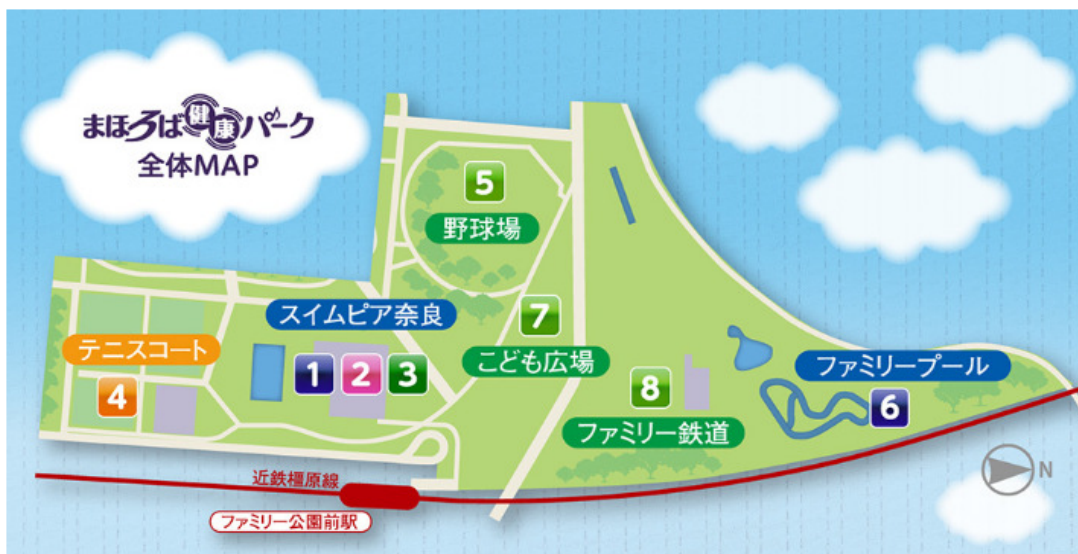 まほろば健康パーク
全体MAP
5
野球場
スイムピア奈良
1 2 3
7
こども広場
テニスコート
4
8
ファミリー鉄道
ファミリープール
6
近鉄橿原線
ファミリー公園前駅
N